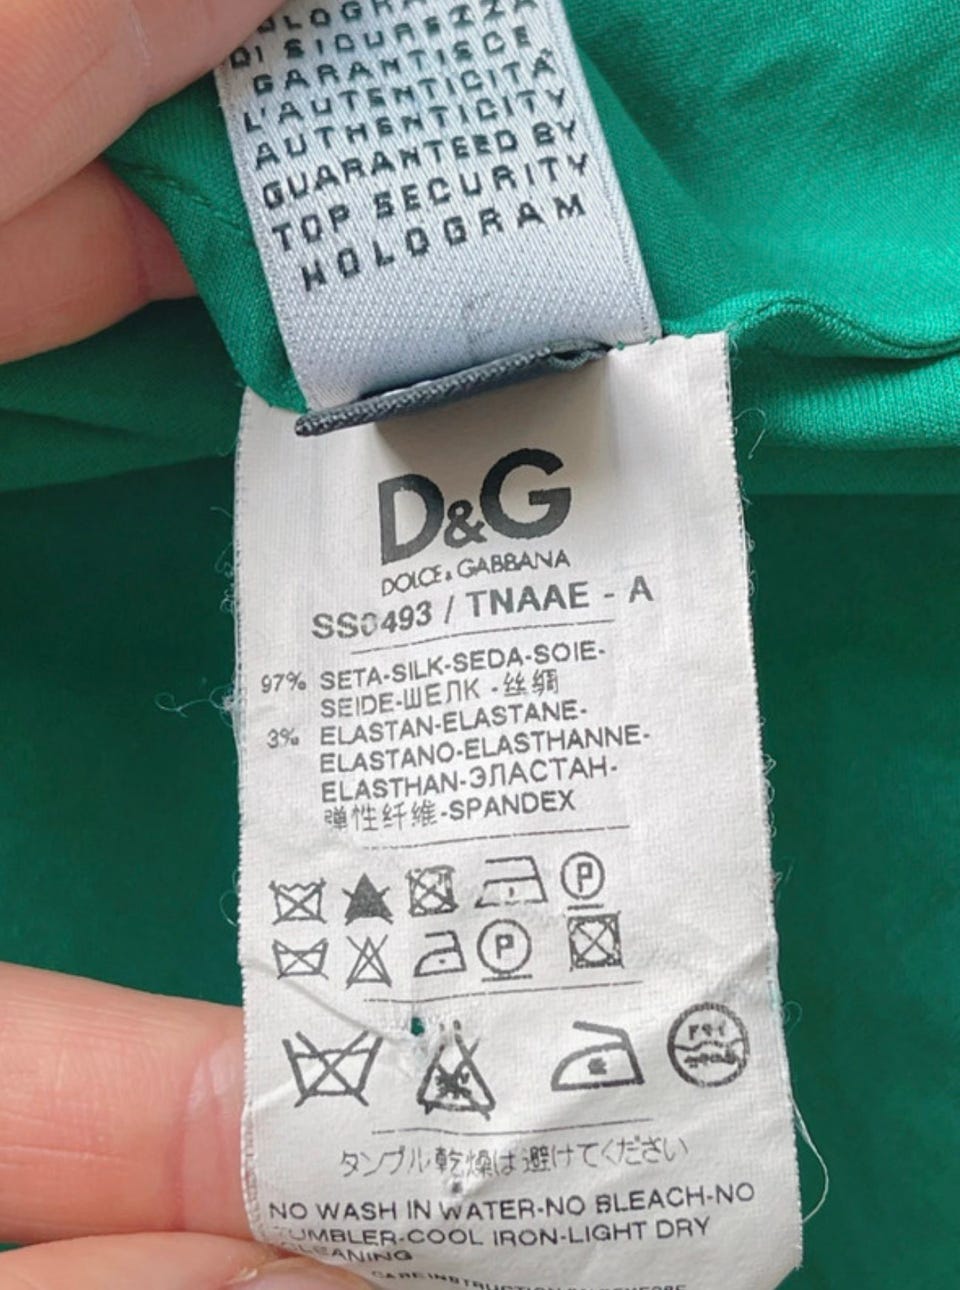 DI SICUREZZA
GARANTISCE
L'AUTENTICITÀ
AUTHENTICITY
GUARANTEED BY
TOP SECURITY
HOLOGRAM
D&G
DOLCE & GABBANA
SS0493 / TNAAE - A
97% SETA-SILK-SEDA-SOIE-
SEIDE-ШЕЛК -丝绸
3% ELASTAN-ELASTANE-
ELASTANO-ELASTHANNE-
ELASTHAN-ЭЛАСТАН-
弹性纤维-SPANDEX
P
P
タンブル乾燥は避けてください
NO WASH IN WATER-NO BLEACH-NO
TUMBLER-COOL IRON-LIGHT DRY
CLEANING